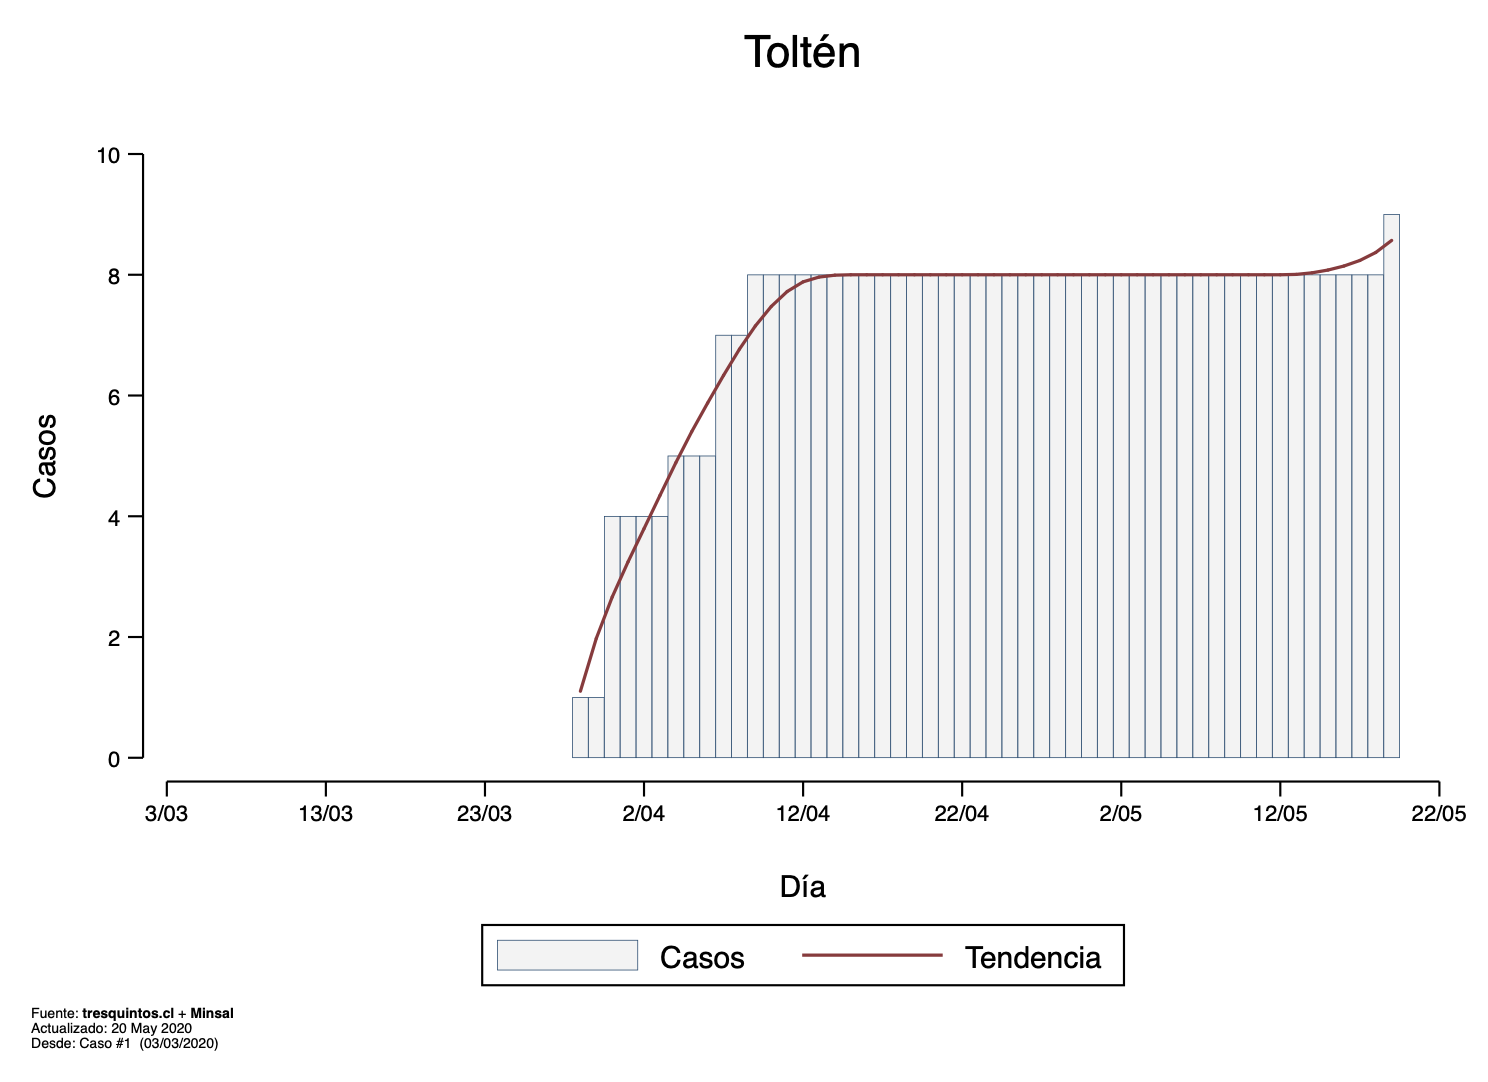 Toltén
10
8
6
4
2
0
Casos
3/03 13/03 23/03 2/04 12/04 22/04 2/05 12/05 22/05
Día
Casos Tendencia
Fuente: tresquintos.cl + Minsal
Actualizado: 20 May 2020
Desde: Caso #1 (03/03/2020)